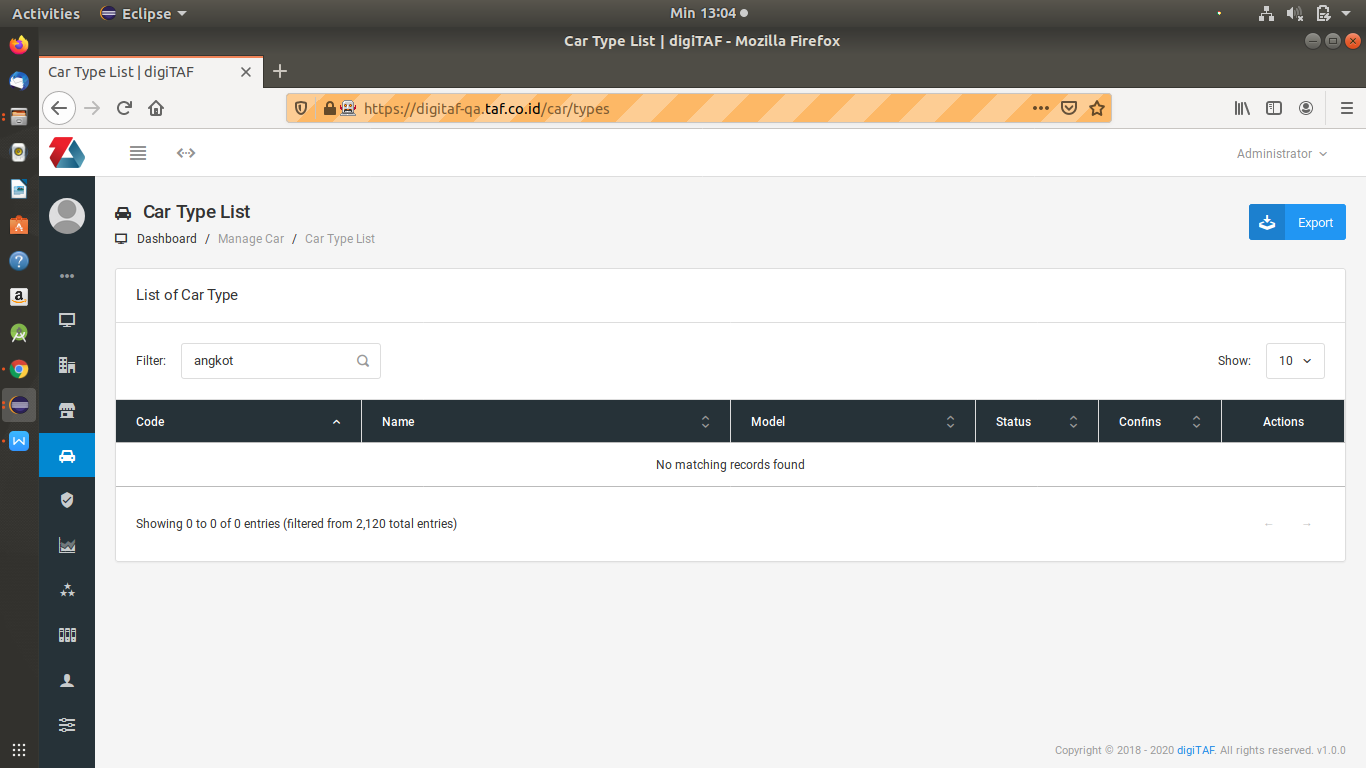 Activities Eclipse Min 13:04
Car Type List | digiTAF - Mozilla Firefox
Car Type List | digiTAF
https://digitaf-qa.taf.co.id/car/types
Administrator
Car Type List
Dashboard / Manage Car / Car Type List
Export
List of Car Type
Filter: angkot Show: 10
Code Name Model Status Confins Actions
No matching records found
Showing 0 to 0 of 0 entries (filtered from 2,120 total entries)
Copyright © 2018 - 2020 digiTAF. All rights reserved. v1.0.0